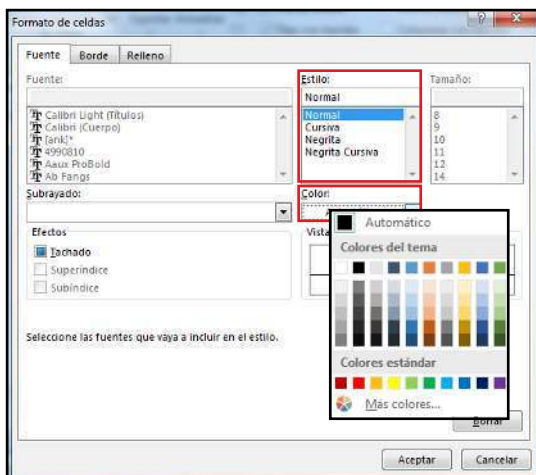 Formato de celdas
Fuente Borde Relleno
Fuente: Estilo: Tamaño:
Normal
Calibri Light (Títulos) Normal 8
Calibri (Cuerpo) Cursiva 9
[ank]* Negrita 10
4990810 Negrita Cursiva 11
Aaux ProBold 12
Ab Fangs 14
Subrayado: Color:
Automático
Efectos
Tachado
Superíndice
Subíndice
Colores del tema
Seleccione las fuentes que vaya a incluir en el estilo.
Colores estándar
Más colores...
Borrar
Aceptar Cancelar